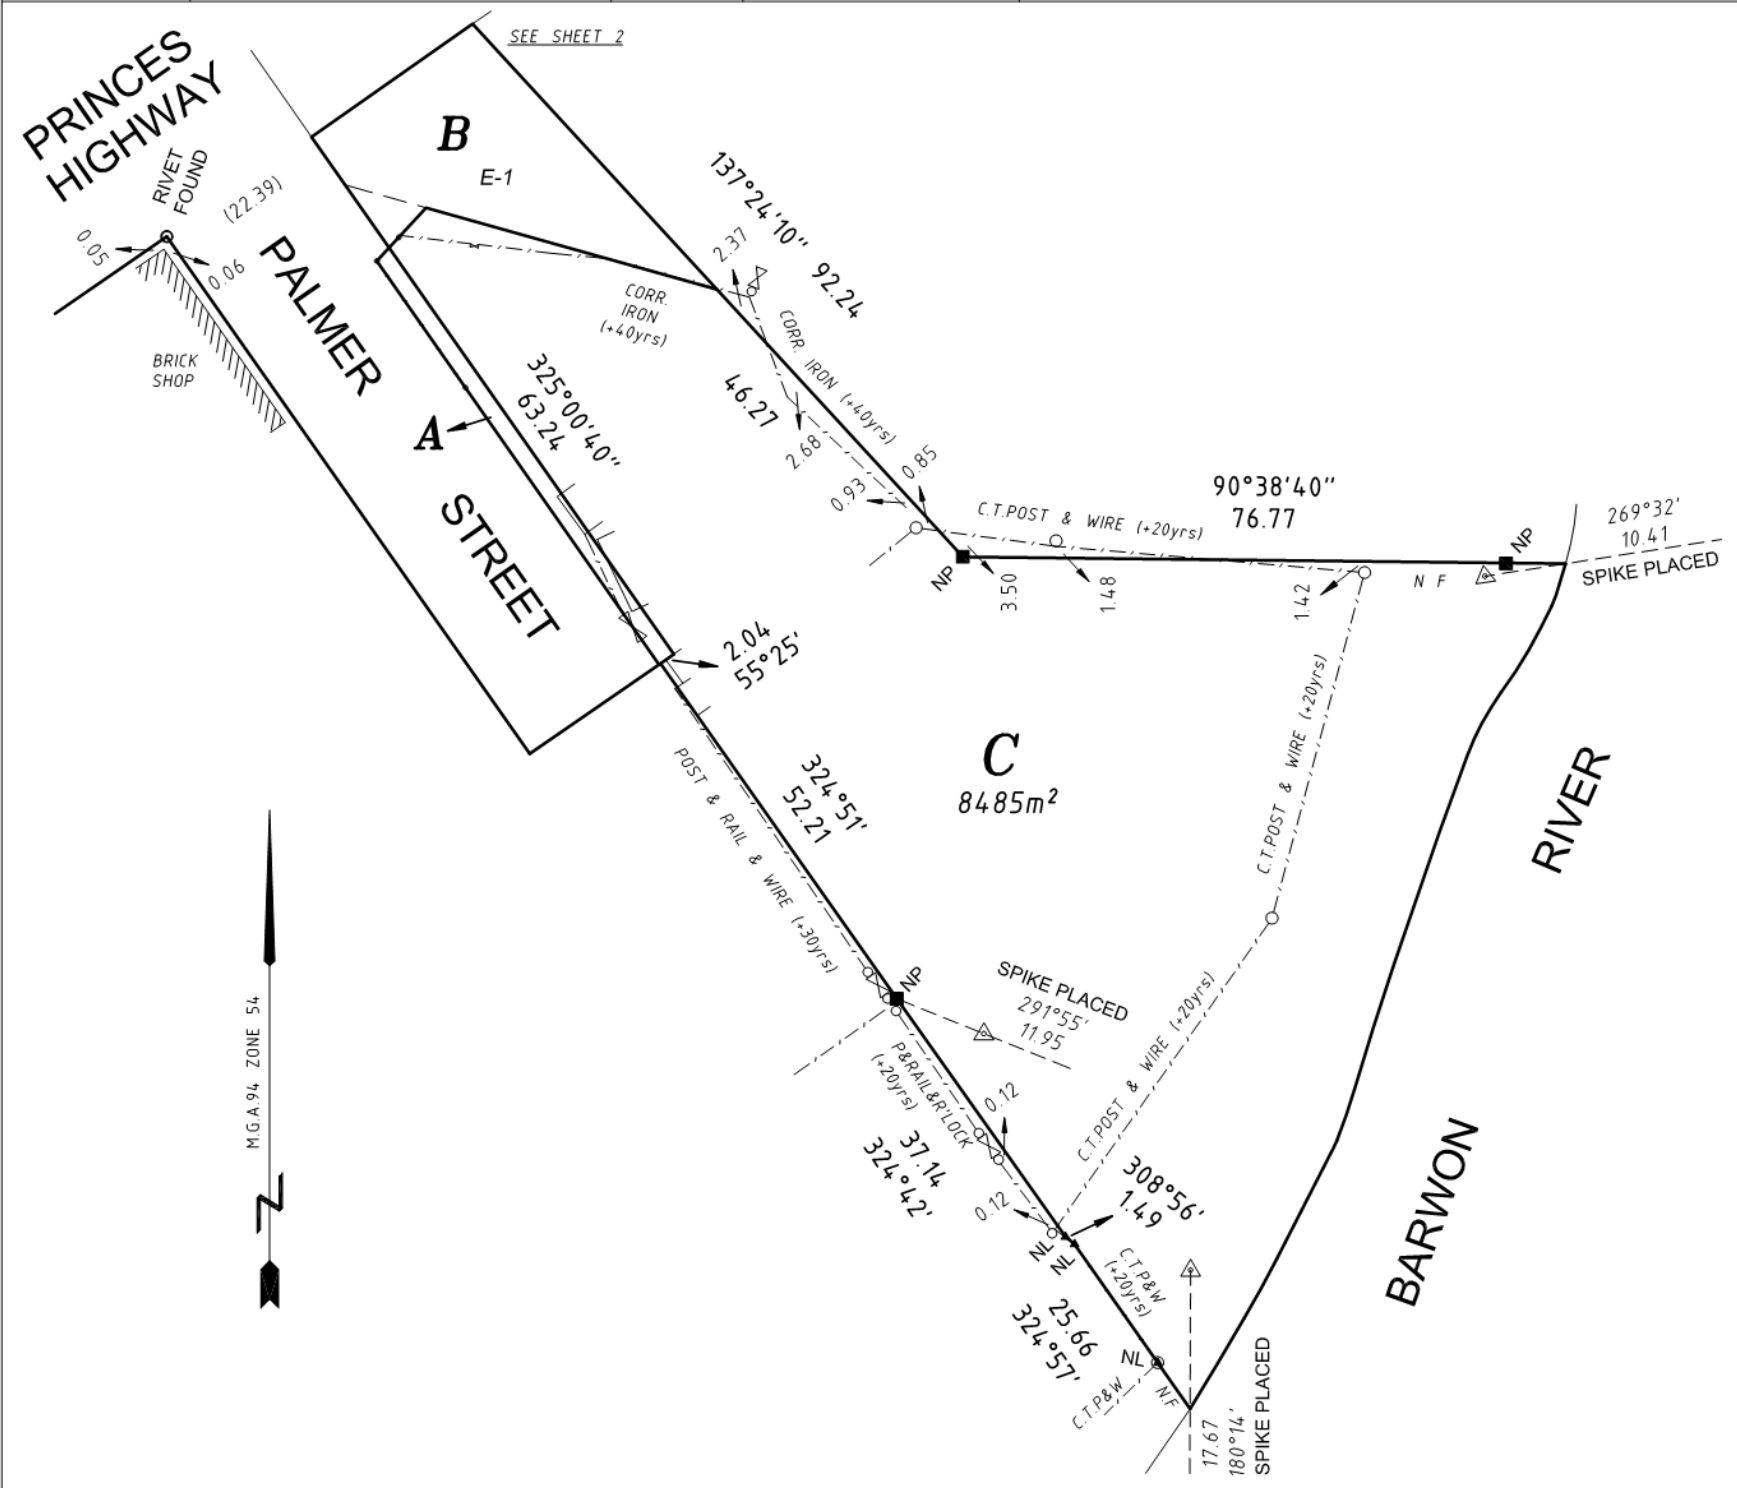 SEE SHEET 2
PRINCES
HIGHWAY
B
E-1
RIVET
FOUND
(22.39)
0.05
0.06
BRICK
SHOP
PALMER
STREET
A
137°24'10"
92.24
2.37
CORR.
IRON
(+40yrs)
CORR. IRON (+40yrs)
46.27
2.68
0.93
0.85
325°00'40"
63.24
C.T.POST & WIRE (+20yrs)
90°38'40"
76.77
NP
269°32'
10.41
SPIKE PLACED
NP
3.50
1.48
1.42
N F
2.04
55°25'
C.T.POST & WIRE (+20yrs)
C
8485m²
324°51'
52.21
POST & RAIL & WIRE (+30yrs)
RIVER
NP
SPIKE PLACED
291°55'
11.95
M.G.A.94 ZONE 54
P&RAIL&R'LOCK
(+20yrs)
0.12
37.14
324°42'
C.T.POST & WIRE (+20yrs)
0.12
308°56'
1.49
NL
NL
C.T.P&W
(+20yrs)
BARWON
25.66
324°57'
NL
C.T.P&W
N.F
17.67
180°14'
SPIKE PLACED